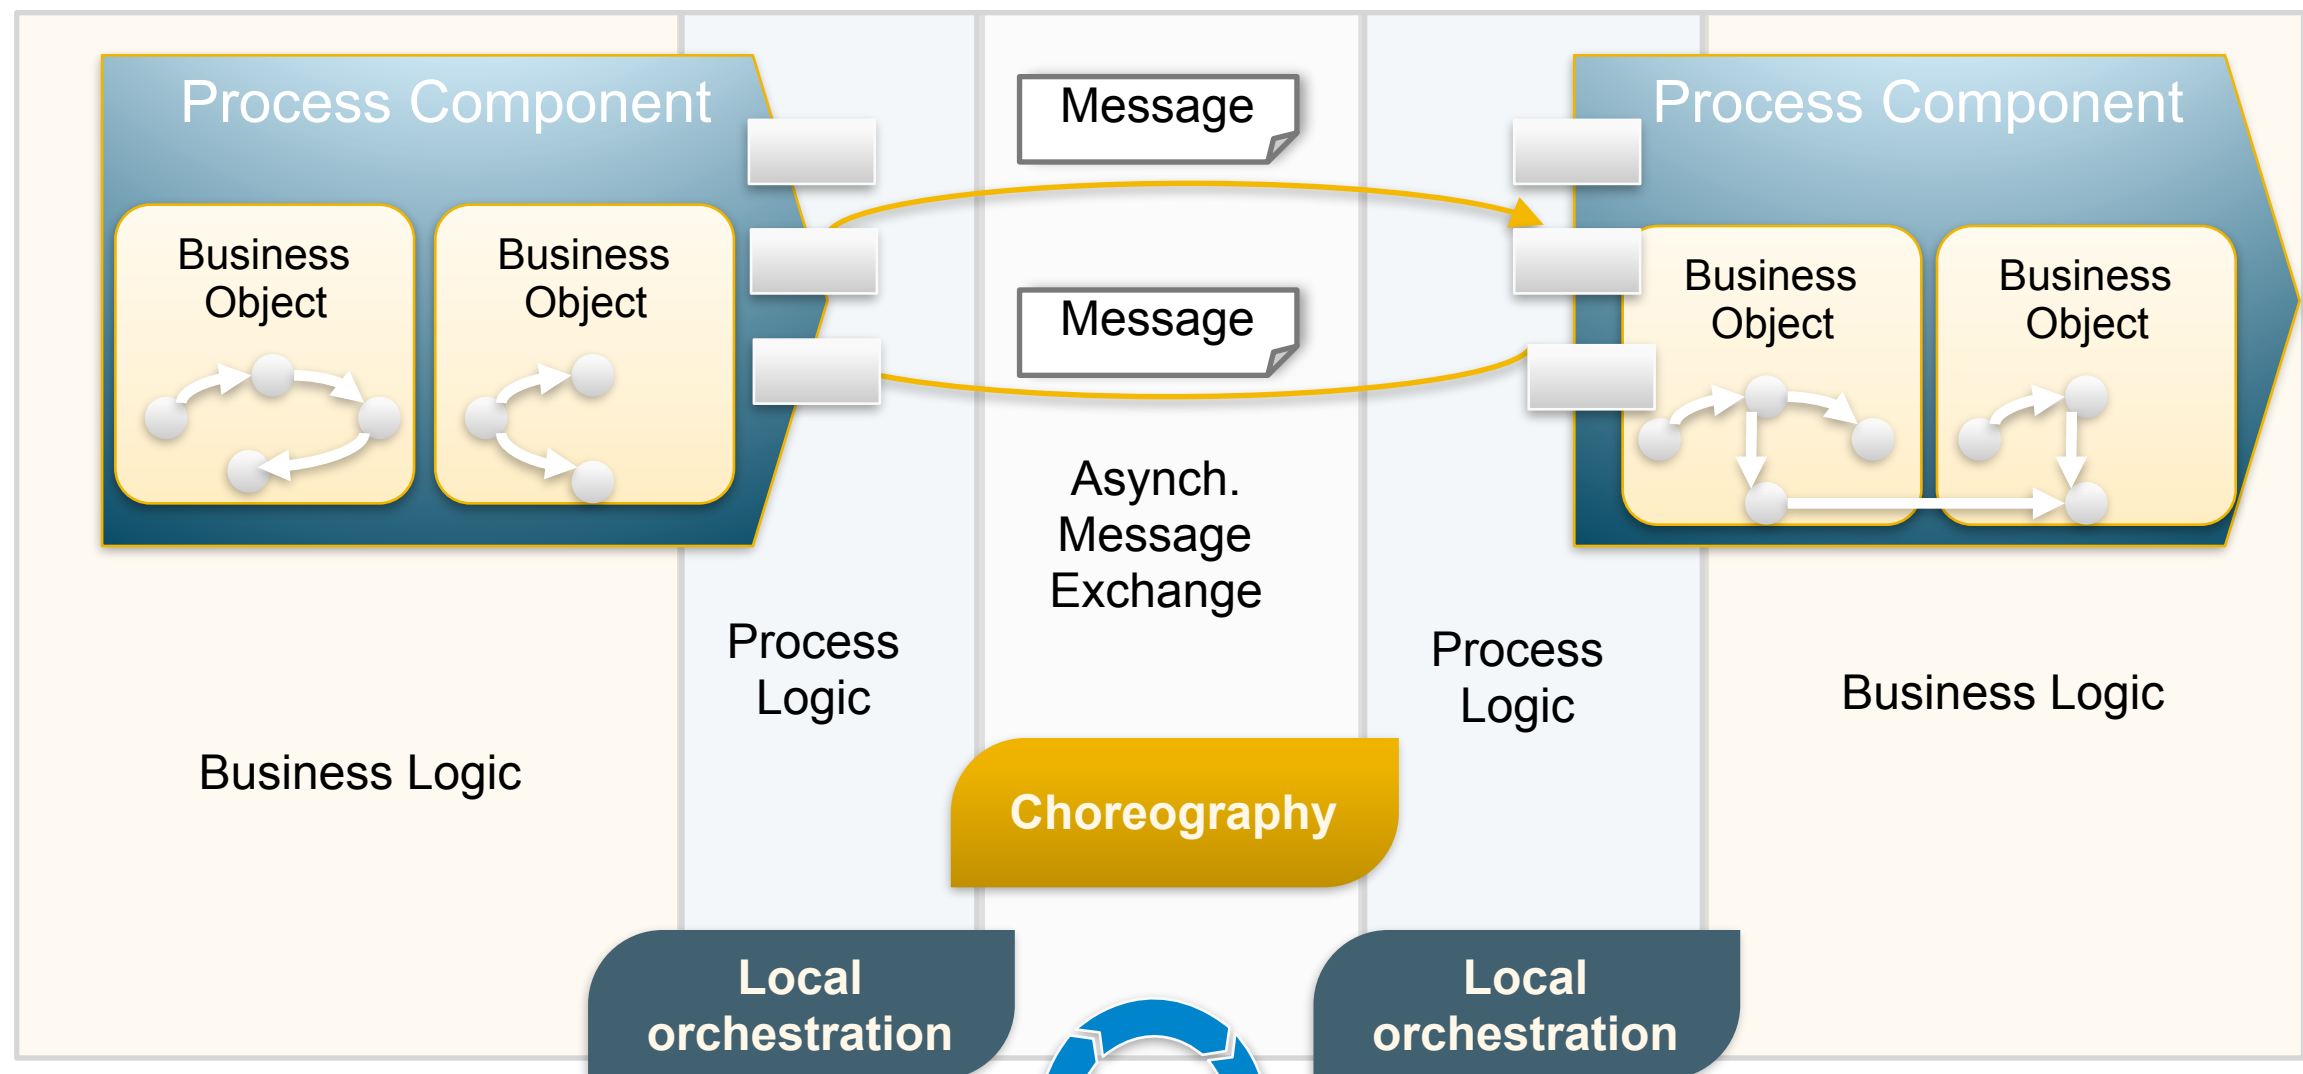 Process Component
Business
Object
Business
Object
Message
Message
Asynch.
Message
Exchange
Process Component
Business
Object
Business
Object
Process
Logic
Process
Logic
Business Logic
Business Logic
Choreography
Local
orchestration
Local
orchestration